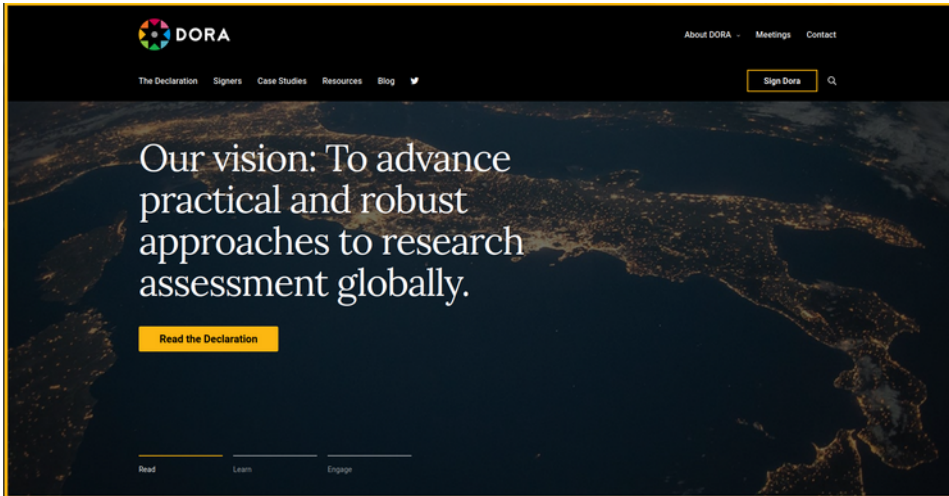 DORA
About DORA
Meetings
Contact
The Declaration
Signers
Case Studies
Resources
Blog
Sign Dora
Our vision: To advance
practical and robust
approaches to research
assessment globally.
Read the Declaration
Read
Learn
Engage